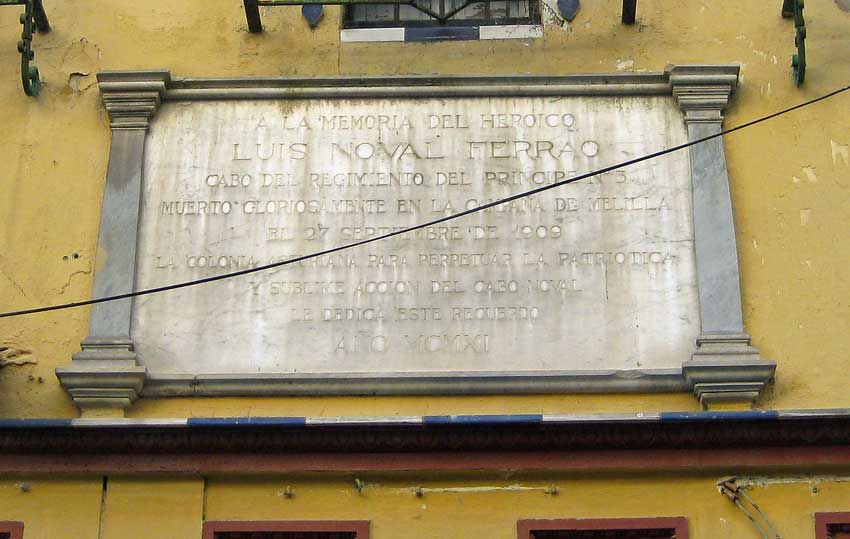 A LA MEMORIA DEL HEROICO
LUIS NOVAL FERRAO
CABO DEL REGIMIENTO DEL PRINCIPE Nº 3
MUERTO GLORIOSAMENTE EN LA CAMPAÑA DE MELILLA
EL 27 SEPTIEMBRE DE 1909
LA COLONIA ASTURIANA PARA PERPETUAR LA PATRIOTICA
Y SUBLIME ACCION DEL CABO NOVAL
LE DEDICA ESTE RECUERDO
AÑO MCMXI